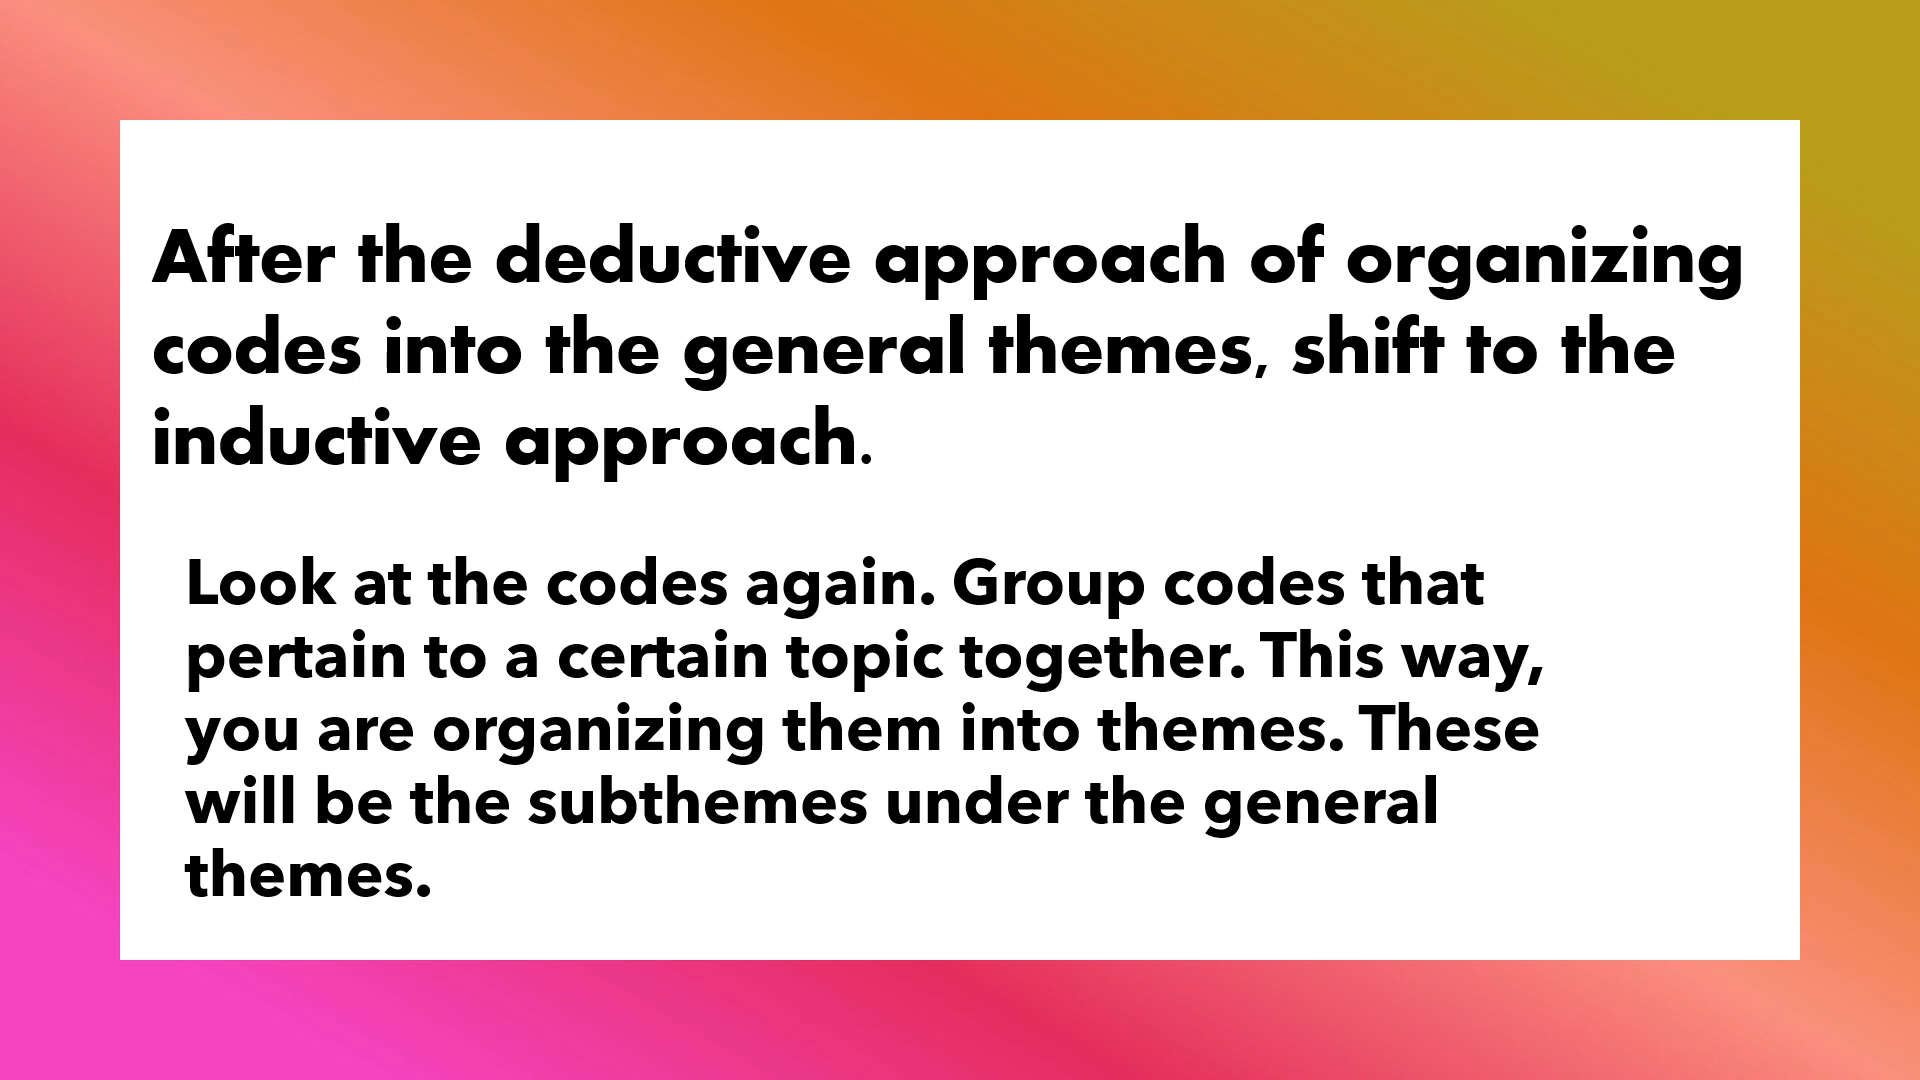 After the deductive approach of organizing
codes into the general themes, shift to the
inductive approach.
Look at the codes again. Group codes that
pertain to a certain topic together. This way,
you are organizing them into themes. These
will be the subthemes under the general
themes.